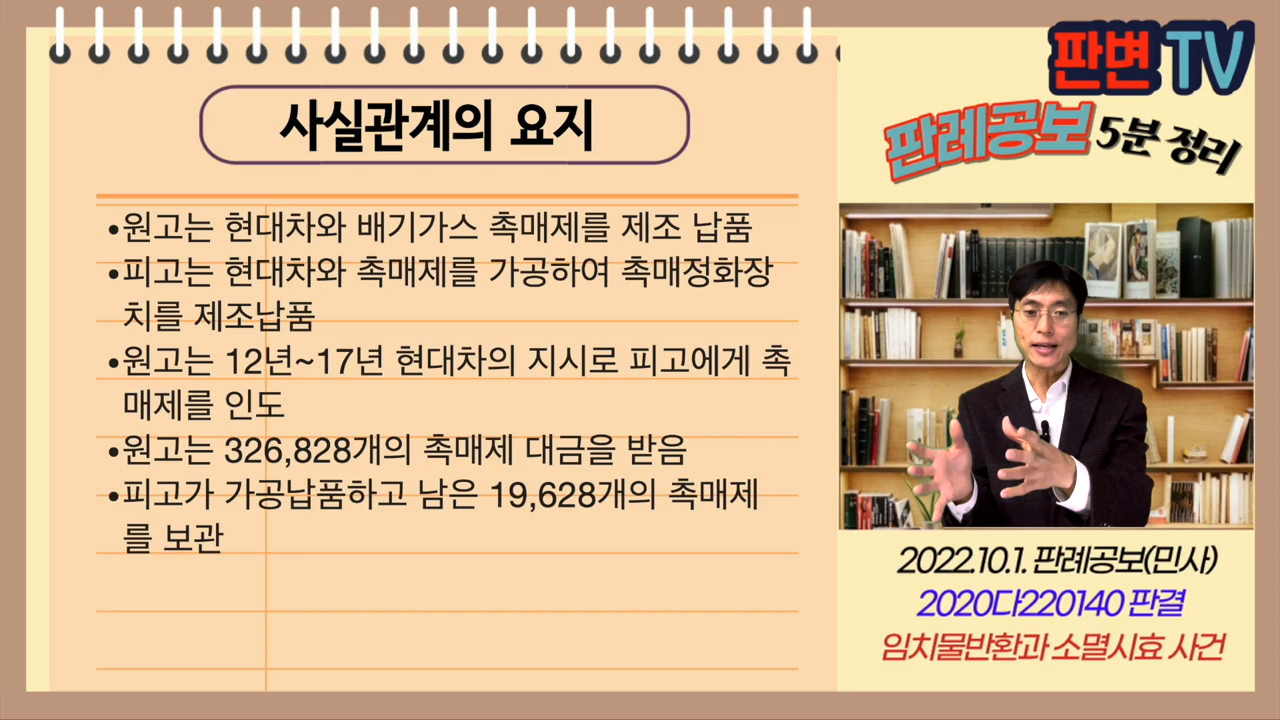 사실관계의 요지
•원고는 현대차와 배기가스 촉매제를 제조 납품
•피고는 현대차와 촉매제를 가공하여 촉매정화장
치를 제조납품
•원고는 12년~17년 현대차의 지시로 피고에게 촉
매제를 인도
•원고는 326,828개의 촉매제 대금을 받음
•피고가 가공납품하고 남은 19,628개의 촉매제
를 보관
판변 TV
판례공보 5분 정리
2022.10.1. 판례공보(민사)
2020다220140 판결
임치물반환과 소멸시효 사건